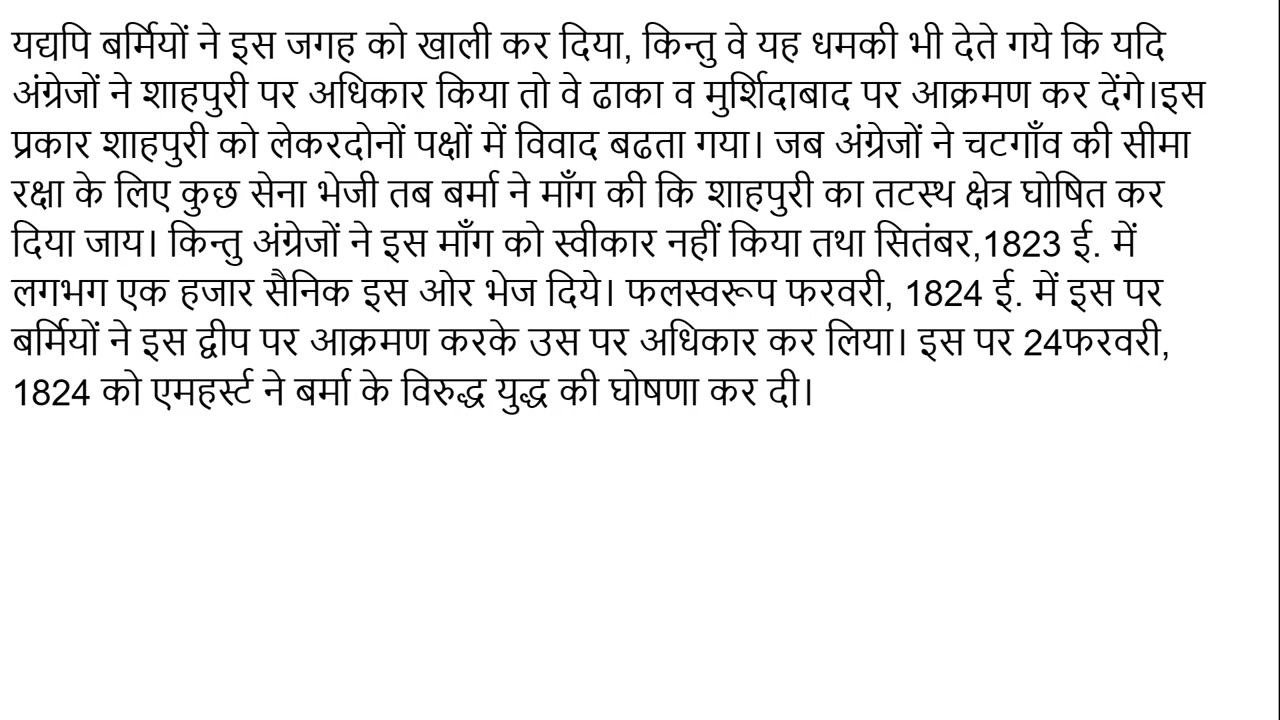 यद्यपि बर्मियों ने इस जगह को खाली कर दिया, किन्तु वे यह धमकी भी देते गये कि यदि
अंग्रेजों ने शाहपुरी पर अधिकार किया तो वे ढाका व मुर्शिदाबाद पर आक्रमण कर देंगे।इस
प्रकार शाहपुरी को लेकरदोनों पक्षों में विवाद बढता गया। जब अंग्रेजों ने चटगाँव की सीमा
रक्षा के लिए कुछ सेना भेजी तब बर्मा ने माँग की कि शाहपुरी का तटस्थ क्षेत्र घोषित कर
दिया जाय। किन्तु अंग्रेजों ने इस माँग को स्वीकार नहीं किया तथा सितंबर,1823 ई. में
लगभग एक हजार सैनिक इस ओर भेज दिये। फलस्वरूप फरवरी, 1824 ई. में इस पर
बर्मियों ने इस द्वीप पर आक्रमण करके उस पर अधिकार कर लिया। इस पर 24फरवरी,
1824 को एमहर्स्ट ने बर्मा के विरुद्ध युद्ध की घोषणा कर दी।